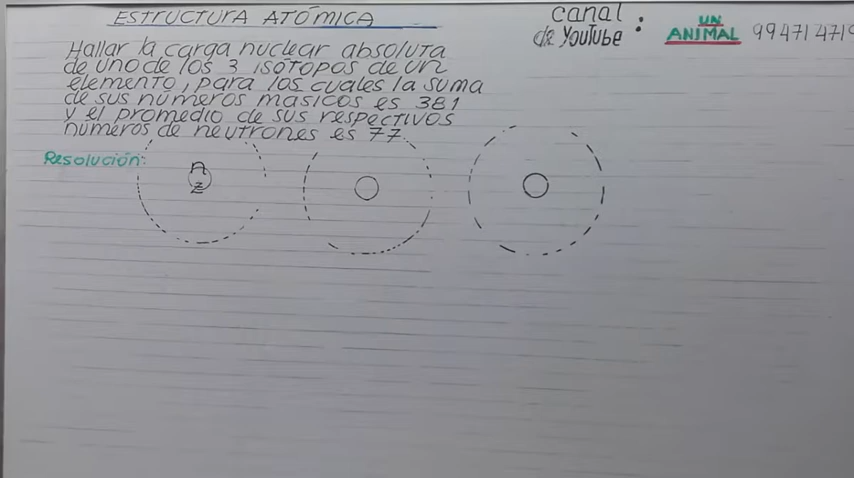 ESTRUCTURA ATÓMICA
canal de YouTube : UN ANIMAL 994714719
Hallar la carga nuclear absoluta
de uno de los 3 isótopos de un
elemento, para los cuales la suma
de sus números másicos es 381
y el promedio de sus respectivos
números de neutrones es 77.
Resolución:
n
z